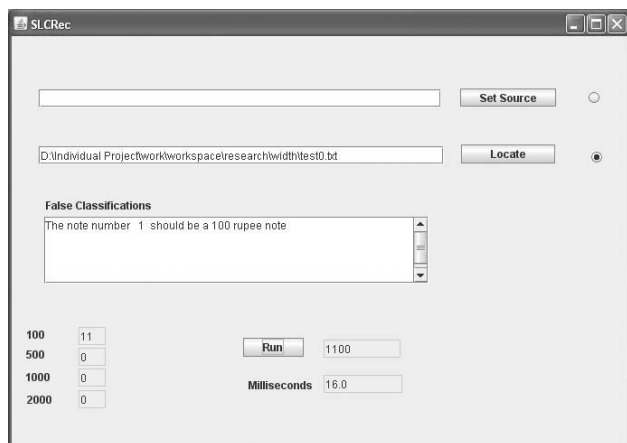 SLCRec
Set Source
D:\Individual Project\work\workspace\research\width\test0.txt
Locate
False Classifications
The note number 1 should be a 100 rupee note
100 11
500 0
1000 0
2000 0
Run 1100
Milliseconds 16.0